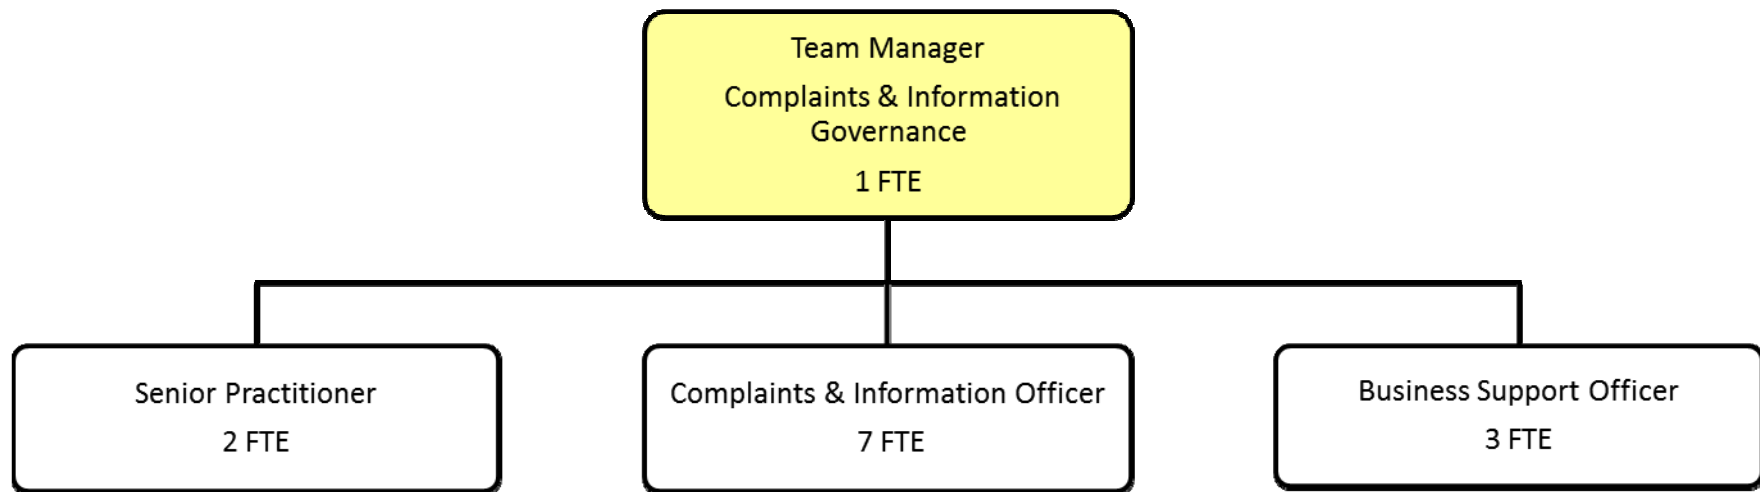 Team Manager
Complaints & Information
Governance
1 FTE
Senior Practitioner
2 FTE
Complaints & Information Officer
7 FTE
Business Support Officer
3 FTE